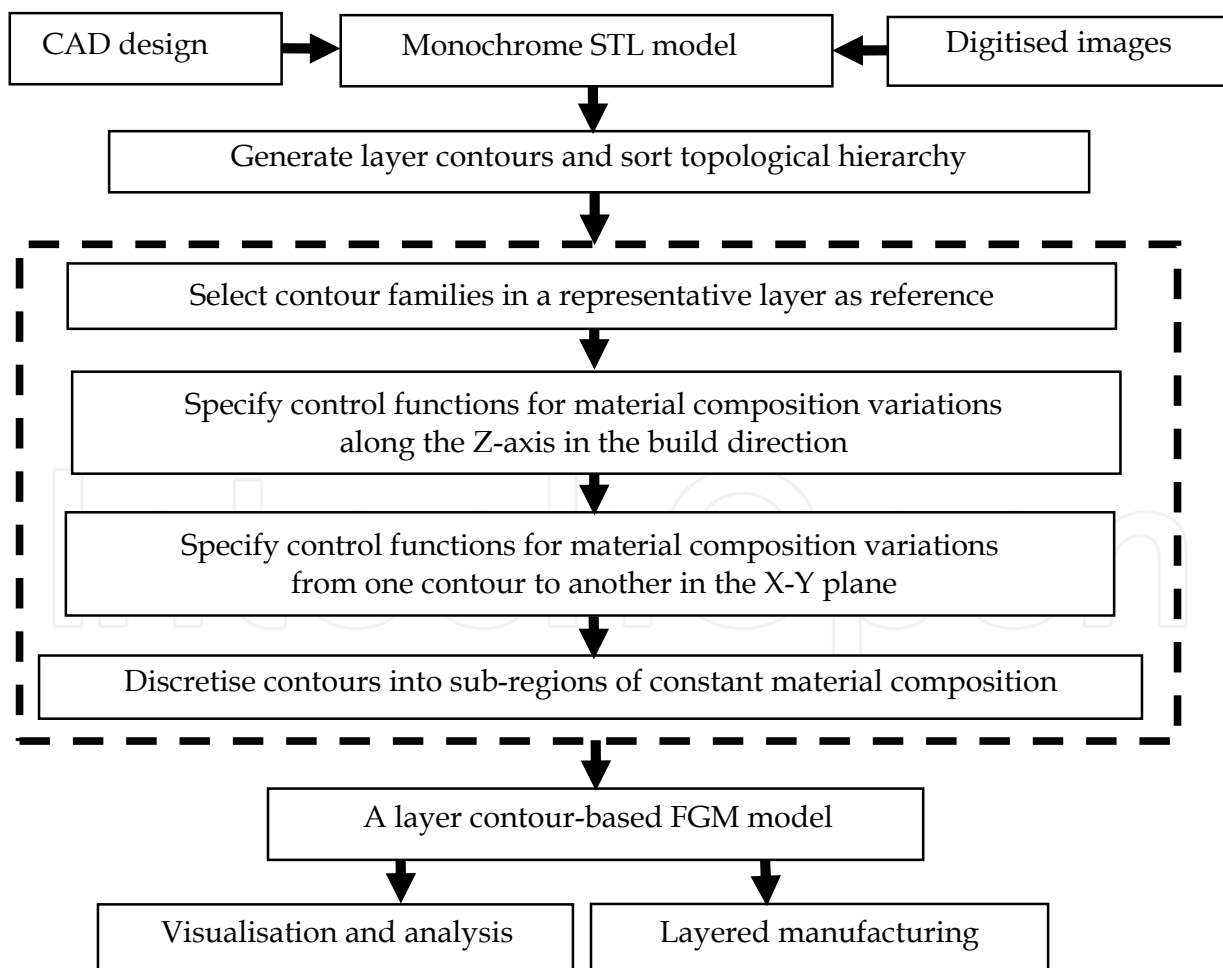 CAD design
Monochrome STL model
Digitised images
Generate layer contours and sort topological hierarchy
Select contour families in a representative layer as reference
Specify control functions for material composition variations
along the Z-axis in the build direction
IntechOpen
Specify control functions for material composition variations
from one contour to another in the X-Y plane
Discretise contours into sub-regions of constant material composition
A layer contour-based FGM model
Visualisation and analysis
Layered manufacturing